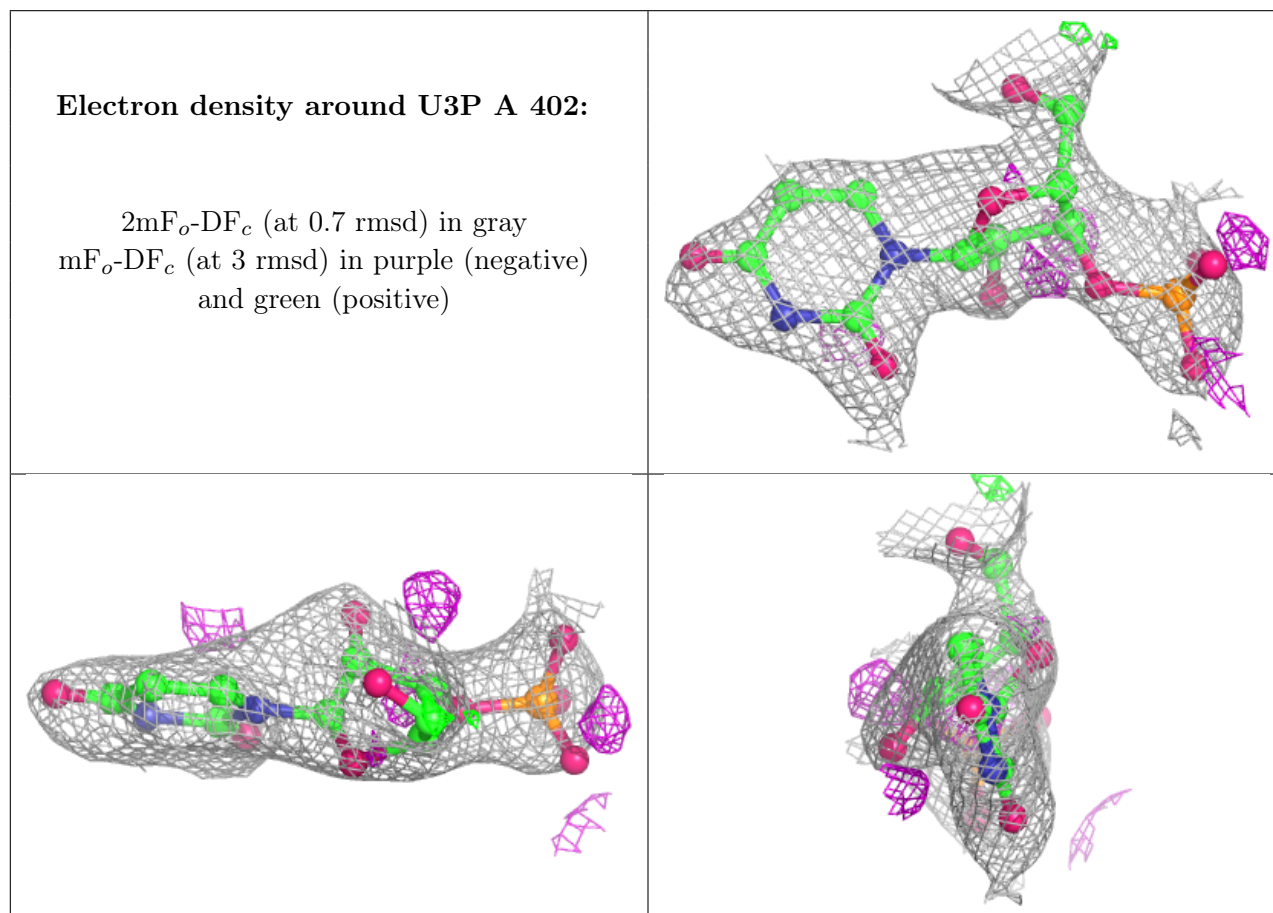 Electron density around U3P A 402:
2mFₒ-DF𝒸 (at 0.7 rmsd) in gray
mFₒ-DF𝒸 (at 3 rmsd) in purple (negative)
and green (positive)